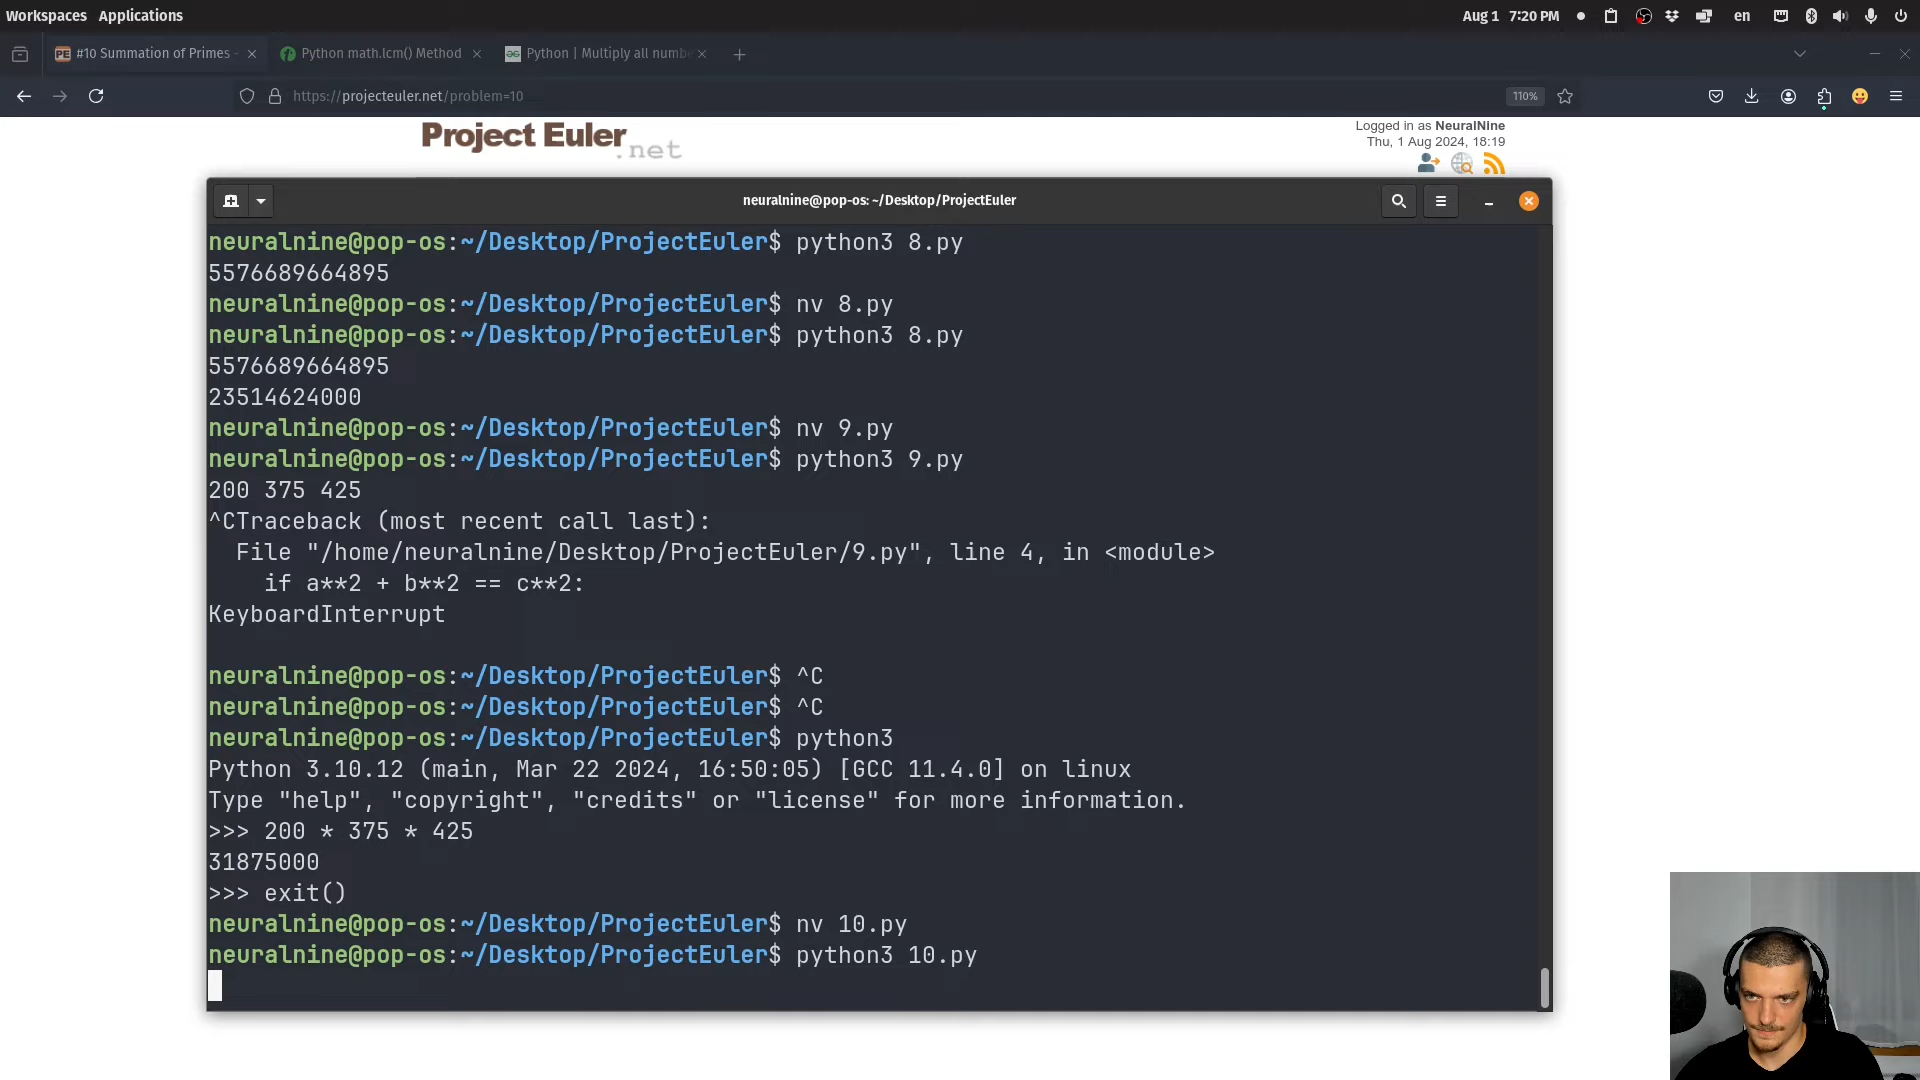 Workspaces Applications
Aug 1 7:20 PM
en
#10 Summation of Primes -
Python math.lcm() Method
Python | Multiply all numbe
https://projecteuler.net/problem=10
110%
Project Euler
.net
Logged in as NeuralNine
Thu, 1 Aug 2024, 18:19
neuralnine@pop-os: ~/Desktop/ProjectEuler
neuralnine@pop-os:~/Desktop/ProjectEuler$ python3 8.py
5576689664895
neuralnine@pop-os:~/Desktop/ProjectEuler$ nv 8.py
neuralnine@pop-os:~/Desktop/ProjectEuler$ python3 8.py
5576689664895
23514624000
neuralnine@pop-os:~/Desktop/ProjectEuler$ nv 9.py
neuralnine@pop-os:~/Desktop/ProjectEuler$ python3 9.py
200 375 425
^CTraceback (most recent call last):
  File "/home/neuralnine/Desktop/ProjectEuler/9.py", line 4, in <module>
    if a**2 + b**2 == c**2:
KeyboardInterrupt
neuralnine@pop-os:~/Desktop/ProjectEuler$ ^C
neuralnine@pop-os:~/Desktop/ProjectEuler$ ^C
neuralnine@pop-os:~/Desktop/ProjectEuler$ python3
Python 3.10.12 (main, Mar 22 2024, 16:50:05) [GCC 11.4.0] on linux
Type "help", "copyright", "credits" or "license" for more information.
>>> 200 * 375 * 425
31875000
>>> exit()
neuralnine@pop-os:~/Desktop/ProjectEuler$ nv 10.py
neuralnine@pop-os:~/Desktop/ProjectEuler$ python3 10.py